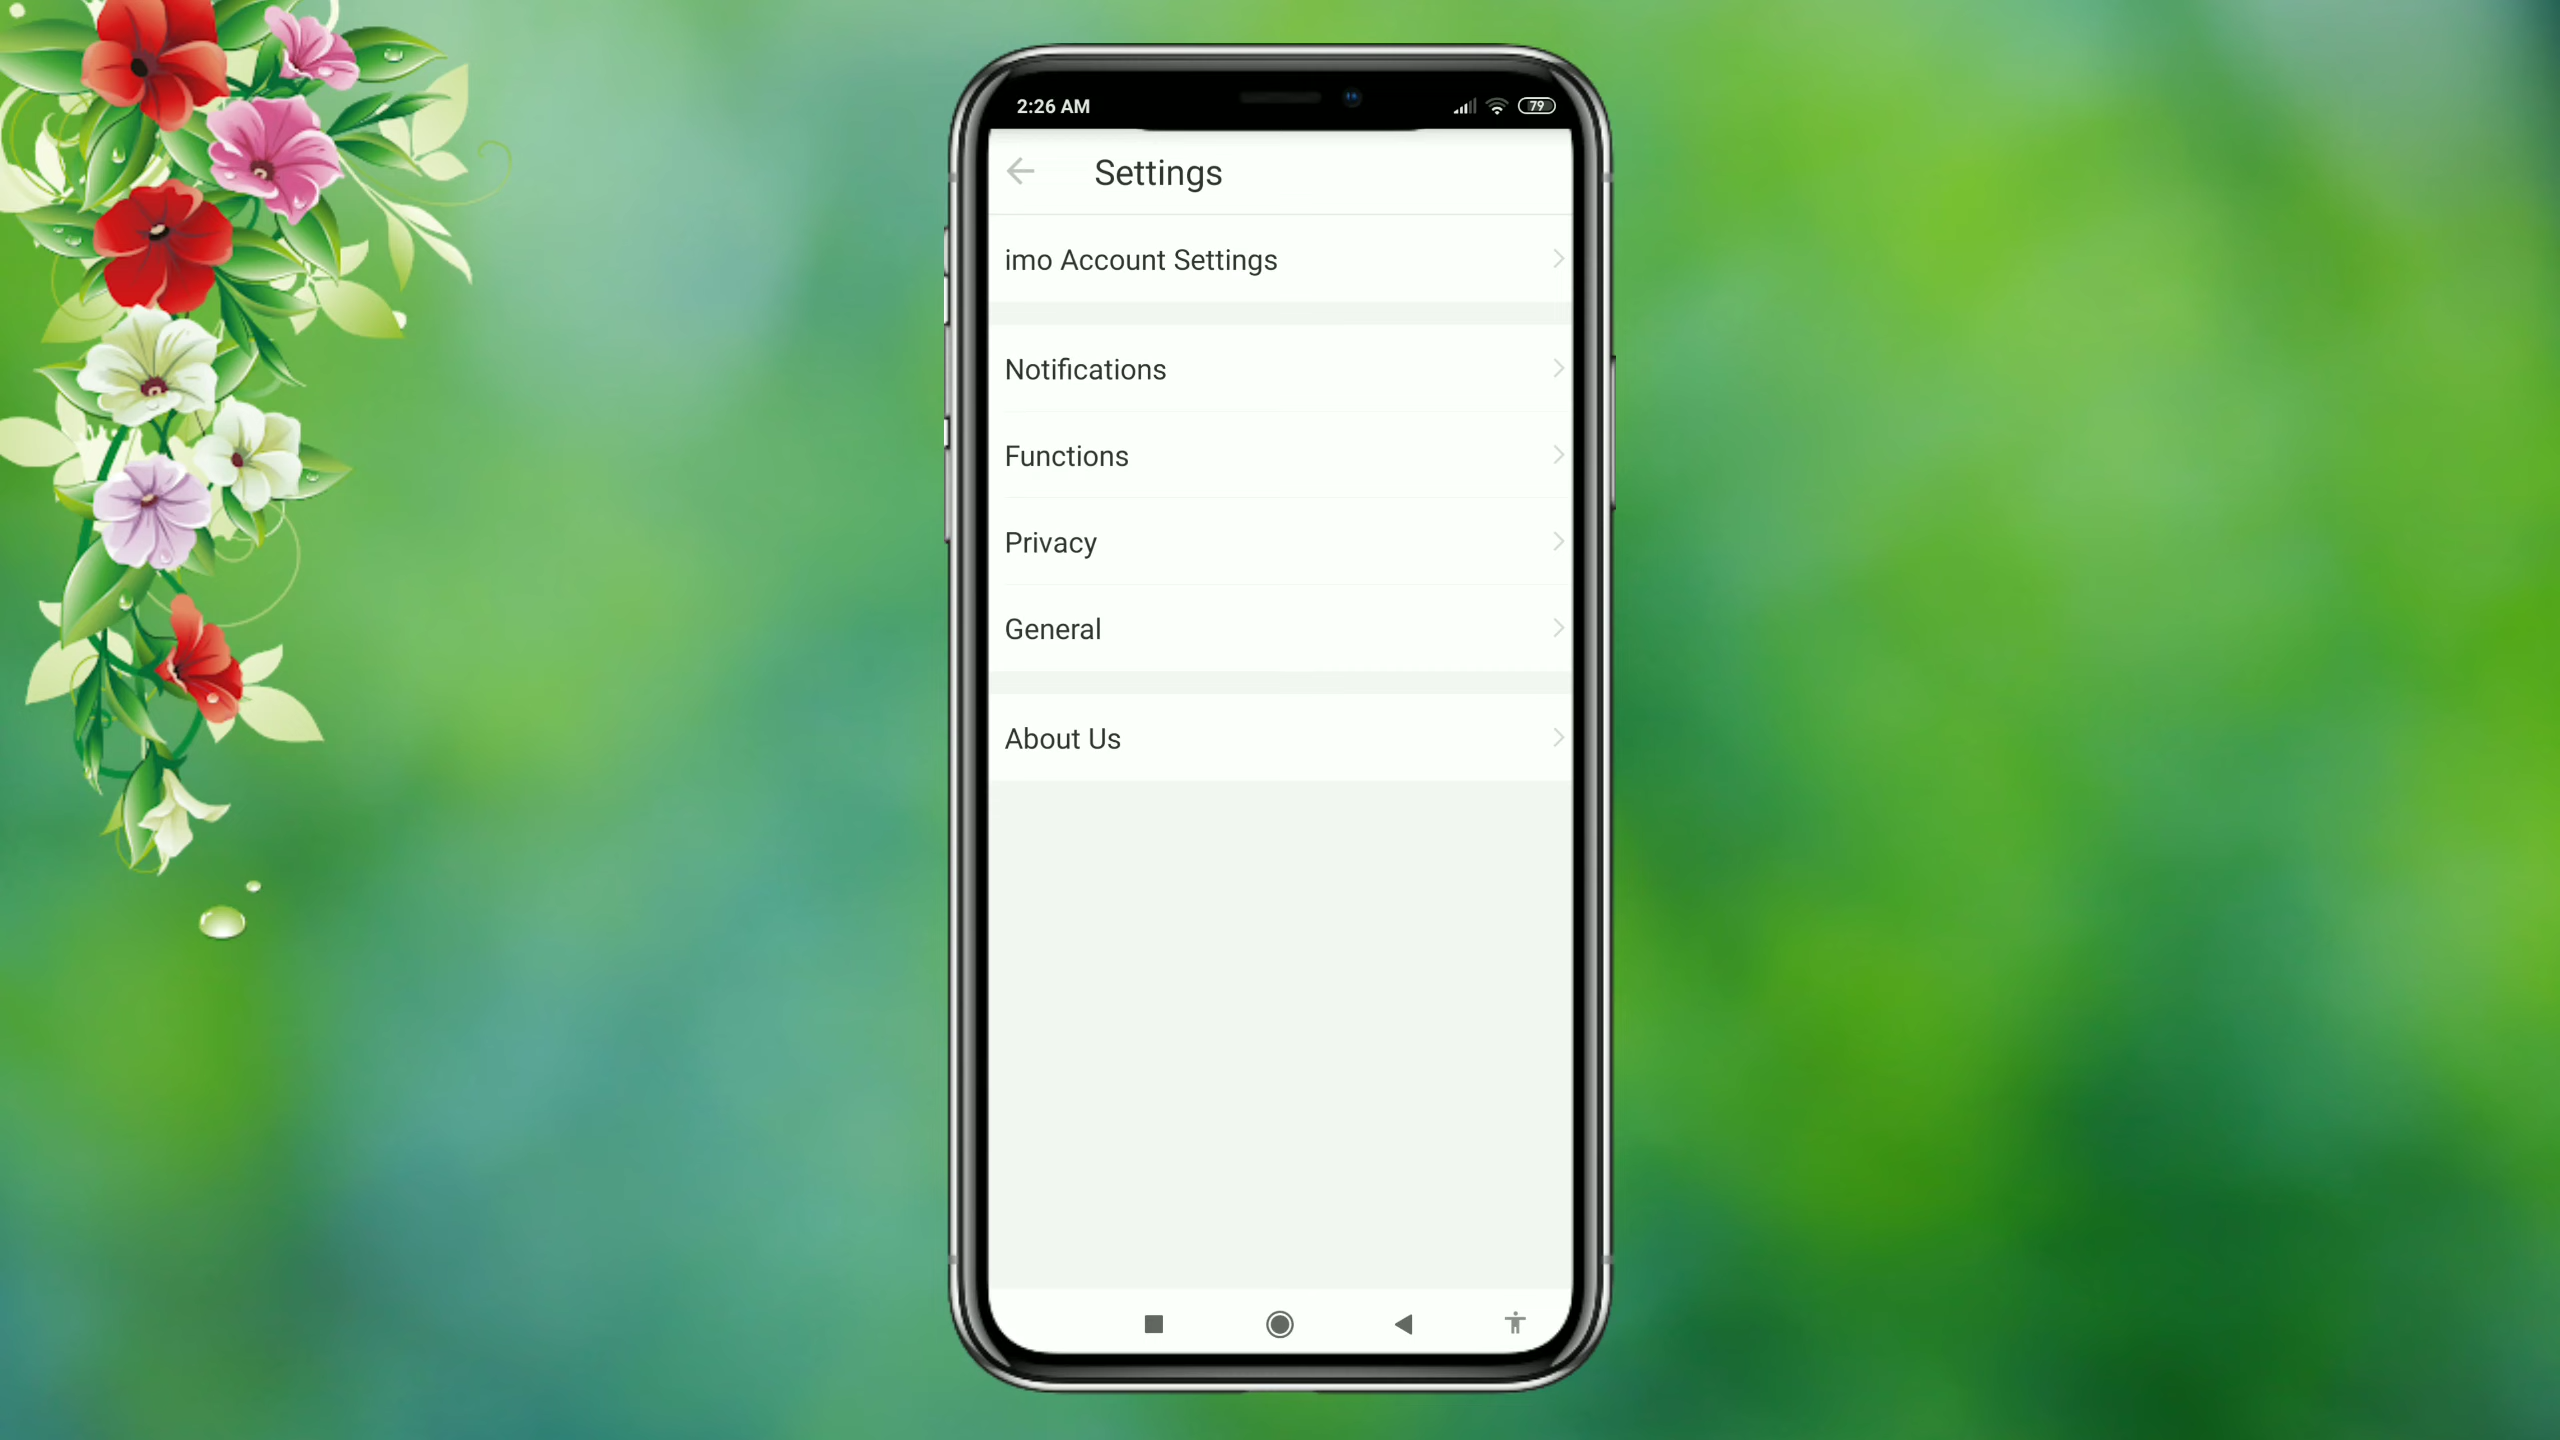 2:26 AM
79
Settings
imo Account Settings
Notifications
Functions
Privacy
General
About Us